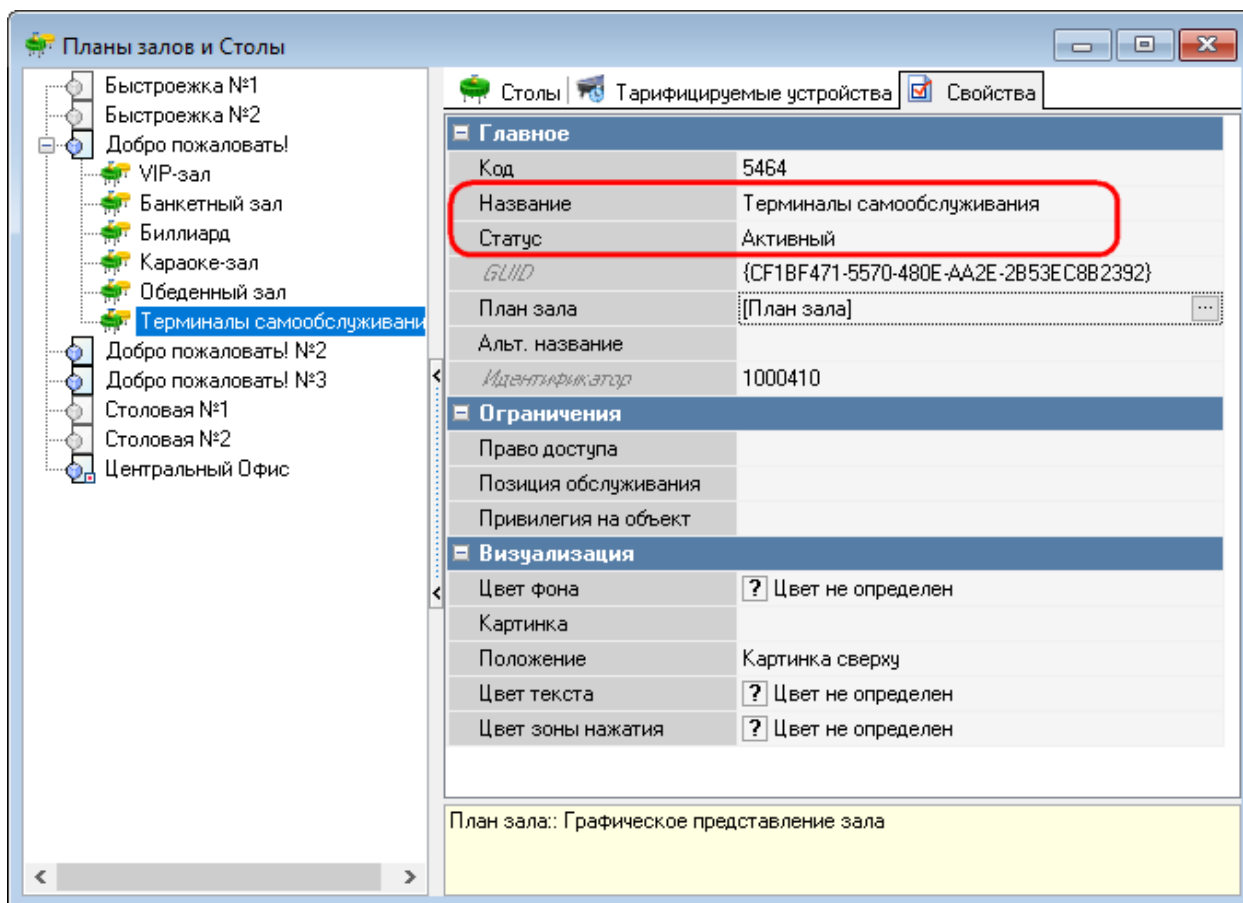 Планы залов и Столы
Быстроежка №1
Быстроежка №2
Добро пожаловать!
VIP-зал
Банкетный зал
Биллиард
Караоке-зал
Обеденный зал
Терминалы самообслуживани
Добро пожаловать! №2
Добро пожаловать! №3
Столовая №1
Столовая №2
Центральный Офис
Столы Тарифицируемые устройства Свойства
Главное
Код 5464
Название Терминалы самообслуживания
Статус Активный
GUID {CF1BF471-5570-480E-AA2E-2B53EC8B2392}
План зала [План зала] ...
Альт. название
Идентификатор 1000410
Ограничения
Право доступа
Позиция обслуживания
Привилегия на объект
Визуализация
Цвет фона ? Цвет не определен
Картинка
Положение Картинка сверху
Цвет текста ? Цвет не определен
Цвет зоны нажатия ? Цвет не определен
План зала:: Графическое представление зала